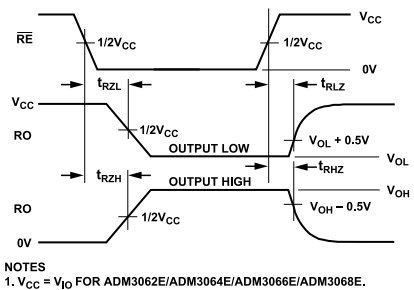 V_CC
R̅E̅
1/2V_CC
1/2V_CC
0V
t_RZL
t_RLZ
V_CC
RO
1/2V_CC
V_OL + 0.5V
OUTPUT LOW
V_OL
t_RZH
t_RHZ
OUTPUT HIGH
V_OH
RO
V_OH – 0.5V
1/2V_CC
0V
NOTES
1. V_CC = V_IO FOR ADM3062E/ADM3064E/ADM3066E/ADM3068E.